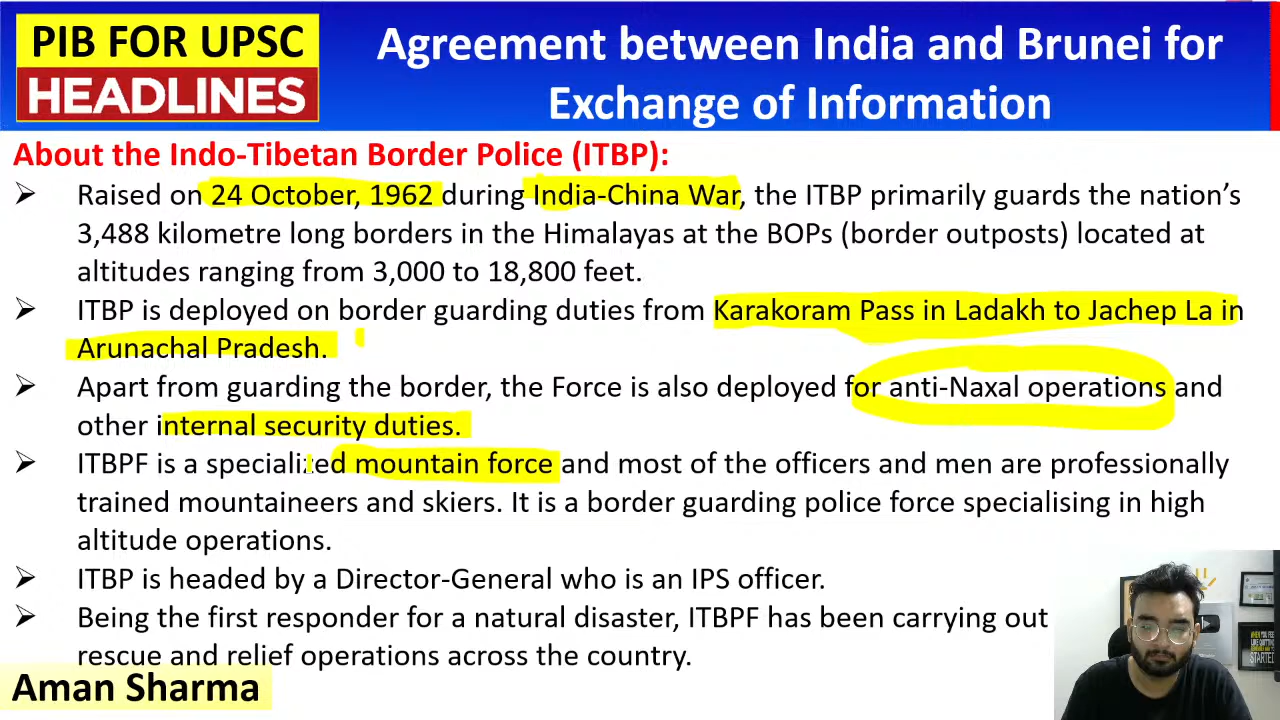 PIB FOR UPSC
HEADLINES
Agreement between India and Brunei for
Exchange of Information
About the Indo-Tibetan Border Police (ITBP):
➢ Raised on 24 October, 1962 during India-China War, the ITBP primarily guards the nation’s
3,488 kilometre long borders in the Himalayas at the BOPs (border outposts) located at
altitudes ranging from 3,000 to 18,800 feet.
➢ ITBP is deployed on border guarding duties from Karakoram Pass in Ladakh to Jachep La in
Arunachal Pradesh.
➢ Apart from guarding the border, the Force is also deployed for anti-Naxal operations and
other internal security duties.
➢ ITBPF is a specialized mountain force and most of the officers and men are professionally
trained mountaineers and skiers. It is a border guarding police force specialising in high
altitude operations.
➢ ITBP is headed by a Director-General who is an IPS officer.
➢ Being the first responder for a natural disaster, ITBPF has been carrying out
rescue and relief operations across the country.
Aman Sharma
WHEN YOU FEEL
LIKE QUITTING
STARTED